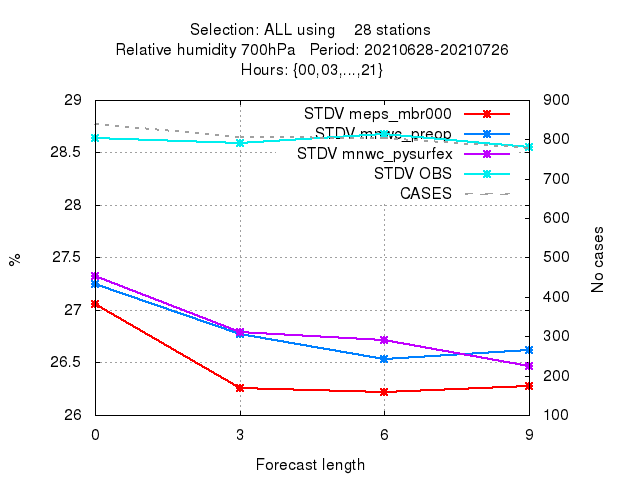 Selection: ALL using 28 stations
Relative humidity 700hPa Period: 20210628-20210726
Hours: {00,03,...,21}
29
28.5
28
27.5
27
26.5
26
%
900
800
700
600
500
400
300
200
100
No cases
STDV meps_mbr000
STDV mnwc_preop
STDV mnwc_pysurfex
STDV OBS
CASES
0 3 6 9
Forecast length